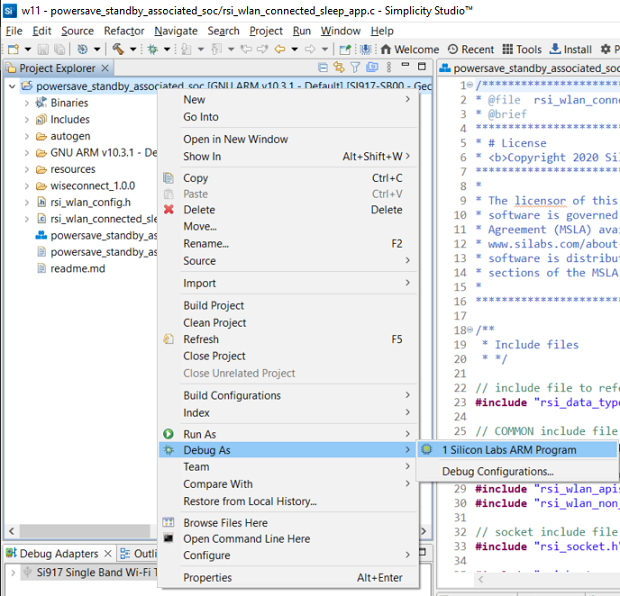 w11 - powersave_standby_associated_soc/rsi_wlan_connected_sleep_app.c - Simplicity Studio™
File Edit Source Refactor Navigate Search Project Run Window Help
Welcome Recent Tools Install P
Project Explorer
powersave_standby_associated_soc [GNU ARM v10.3.1 - Default] [SI917-SB00 - Gec
Binaries
Includes
autogen
GNU ARM v10.3.1 - De
resources
wiseconnect_1.0.0
rsi_wlan_config.h
rsi_wlan_connected_sle
powersave_standby_as
powersave_standby_as
readme.md
New
Go Into
Open in New Window
Show In Alt+Shift+W
Copy Ctrl+C
Paste Ctrl+V
Delete Delete
Move...
Rename... F2
Source
Import
Build Project
Clean Project
Refresh F5
Close Project
Close Unrelated Project
Build Configurations
Index
Run As
Debug As
Team
Compare With
Restore from Local History...
Browse Files Here
Open Command Line Here
Configure
Properties Alt+Enter
1 Silicon Labs ARM Program
Debug Configurations...
Debug Adapters Outli
Si917 Single Band Wi-Fi
powersave_standby_associated_soc
1 /*******************************
2 * @file rsi_wlan_conne
3 * @brief
4 ********************************
5 * # License
6 * <b>Copyright 2020 Sil
7 ********************************
8 *
9 * The licensor of this
10 * software is governed
11 * Agreement (MSLA) avai
12 * www.silabs.com/about-
13 * software is distribut
14 * sections of the MSLA
15 *
16 ********************************
17
18 /**
19 * Include files
20 * */
21
22 // include file to refe
23 #include "rsi_data_type
24
25 // COMMON include file
26
29 #include "rsi_wlan_apis
30 #include "rsi_wlan_non_
31
32 // socket include file
33 #include "rsi_socket.h"
34